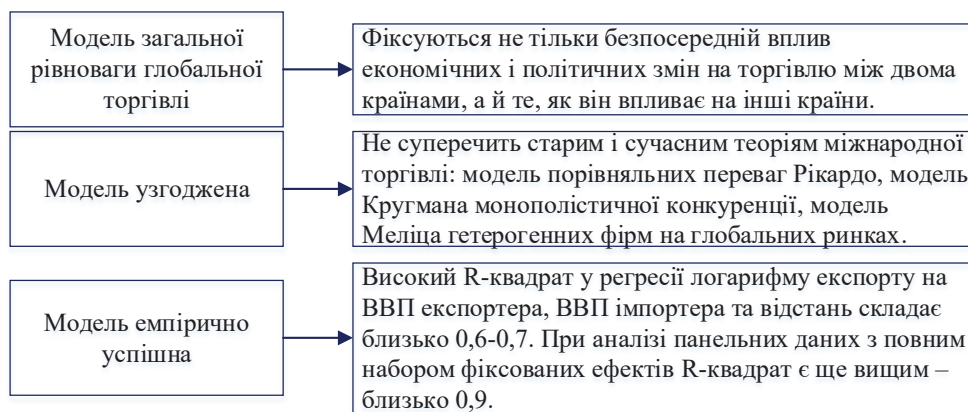 Модель загальної
рівноваги глобальної
торгівлі
Фіксуються не тільки безпосередній вплив
економічних і політичних змін на торгівлю між двома
країнами, а й те, як він впливає на інші країни.
Модель узгоджена
Не суперечить старим і сучасним теоріям міжнародної
торгівлі: модель порівняльних переваг Рікардо, модель
Кругмана монополістичної конкуренції, модель
Меліца гетерогенних фірм на глобальних ринках.
Модель емпірично
успішна
Високий R-квадрат у регресії логарифму експорту на
ВВП експортера, ВВП імпортера та відстань складає
близько 0,6-0,7. При аналізі панельних даних з повним
набором фіксованих ефектів R-квадрат є ще вищим –
близько 0,9.